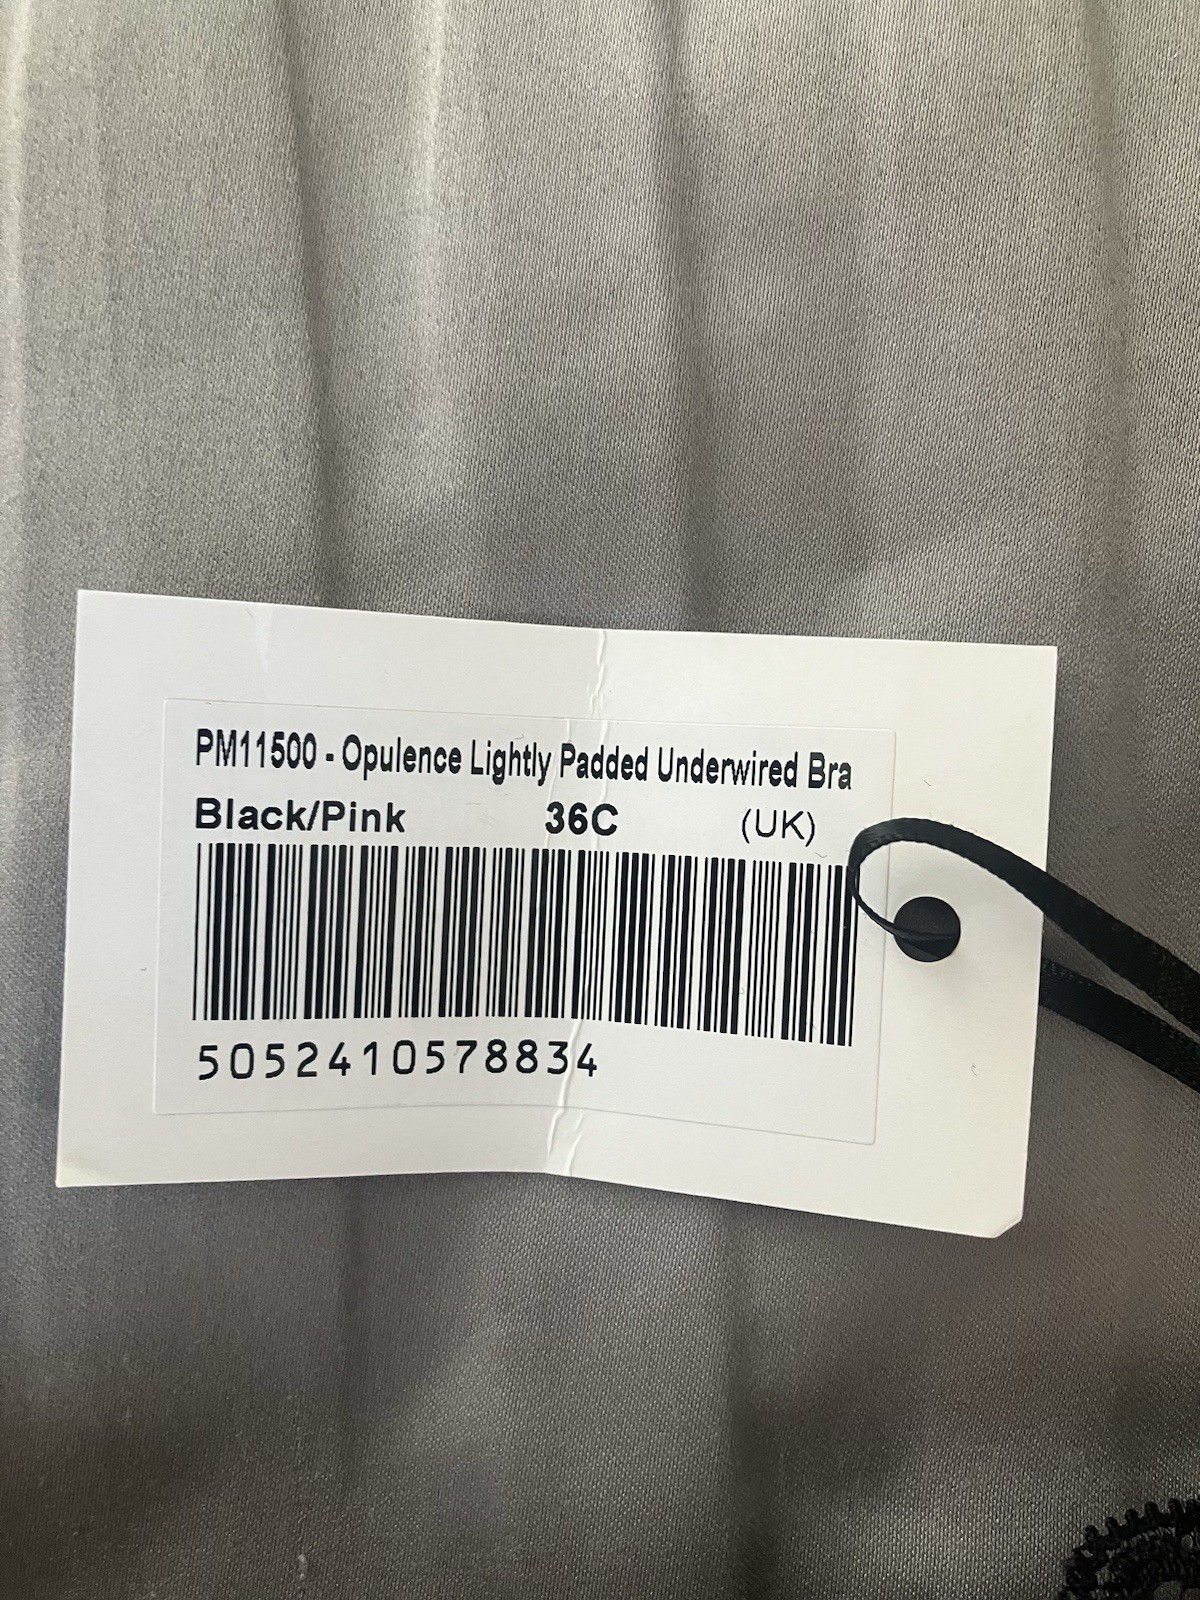 PM11500 - Opulence Lightly Padded Underwired Bra
Black/Pink 36C (UK)
5052410578834